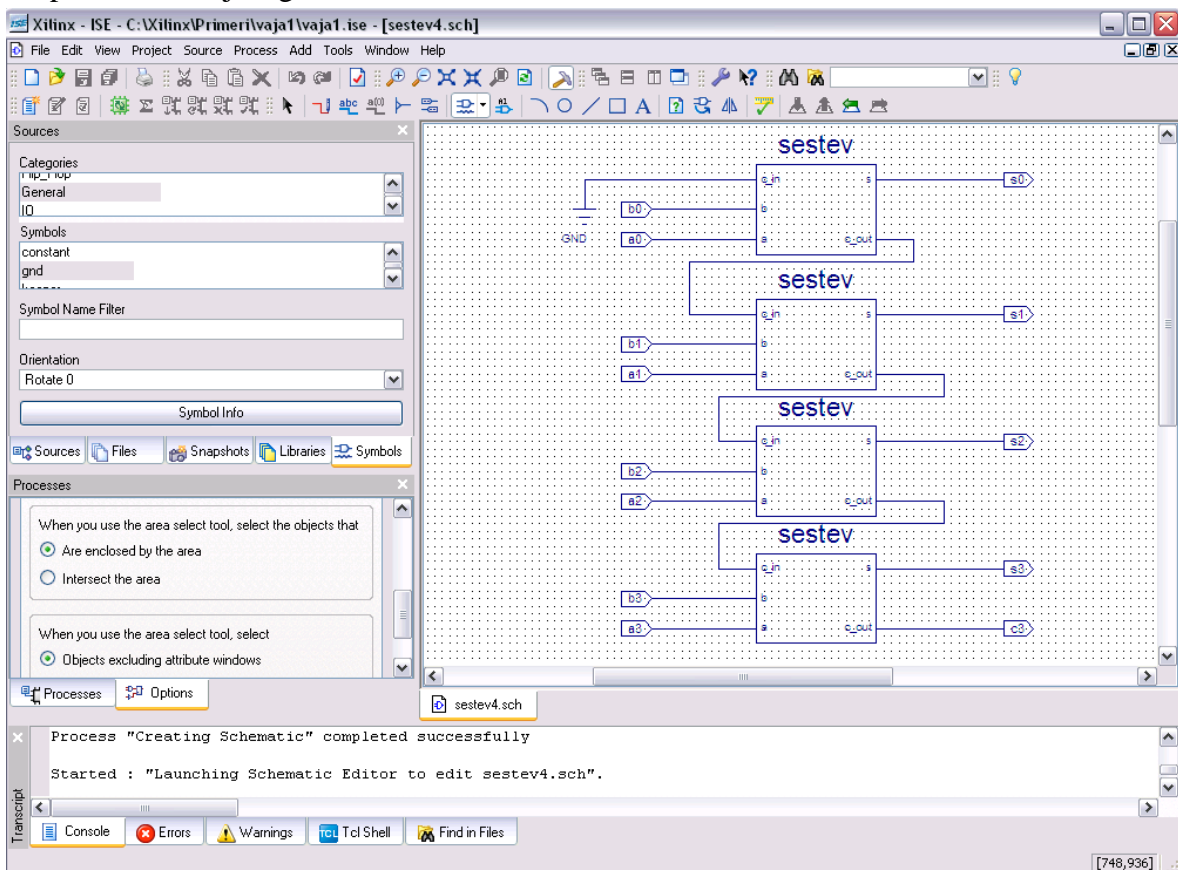 Xilinx - ISE - C:\Xilinx\Primeri\vaja1\vaja1.ise - [sestev4.sch]
File Edit View Project Source Process Add Tools Window Help
Sources
Categories
Flip_Flop
General
IO
Symbols
constant
gnd
Symbol Name Filter
Orientation
Rotate 0
Symbol Info
Sources Files Snapshots Libraries Symbols
Processes
When you use the area select tool, select the objects that
Are enclosed by the area
Intersect the area
When you use the area select tool, select
Objects excluding attribute windows
Processes Options
sestev
c_in s s0
b0 b
GND a0 a c_out
sestev
c_in s s1
b1 b
a1 a c_out
sestev
c_in s s2
b2 b
a2 a c_out
sestev
c_in s s3
b3 b
a3 a c_out c3
sestev4.sch
Process "Creating Schematic" completed successfully
Started : "Launching Schematic Editor to edit sestev4.sch".
Transcript
Console Errors Warnings Tcl Shell Find in Files
[748,936]